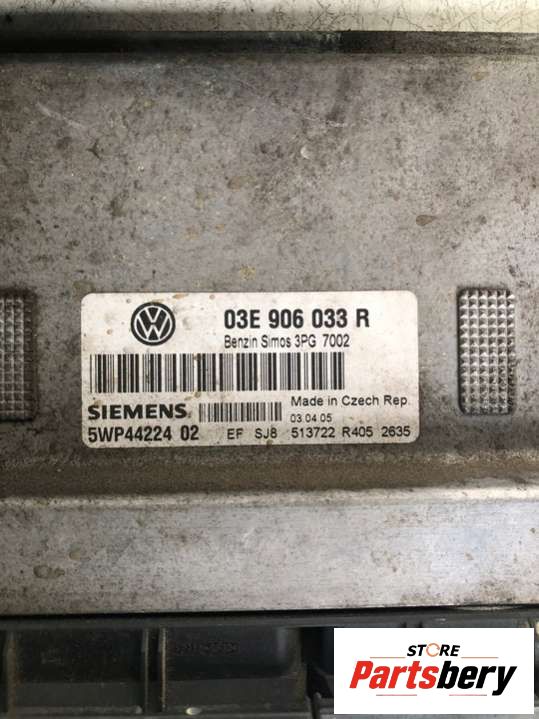 03E 906 033 R
Benzin Simos 3PG 7002
Made in Czech Rep.
SIEMENS
03.04.05
5WP44224 02 EF SJ8 513722 R405 2635
STORE
Partsbery